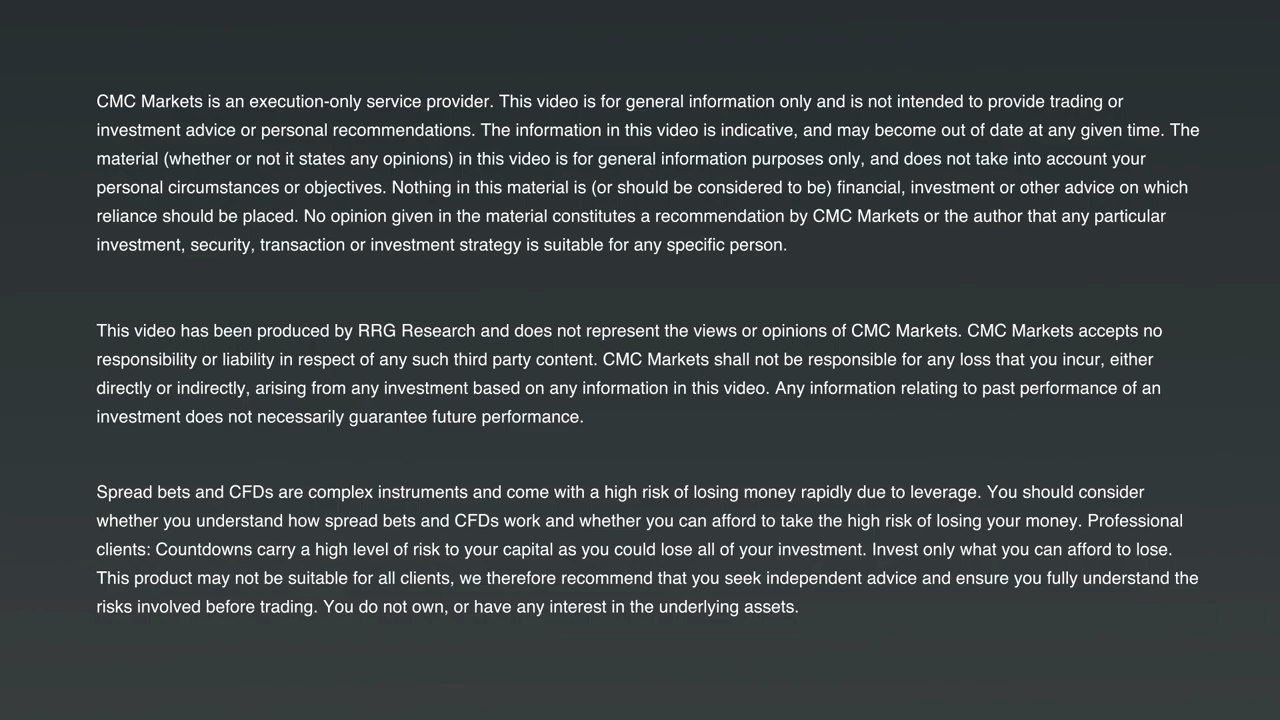 CMC Markets is an execution-only service provider. This video is for general information only and is not intended to provide trading or
investment advice or personal recommendations. The information in this video is indicative, and may become out of date at any given time. The
material (whether or not it states any opinions) in this video is for general information purposes only, and does not take into account your
personal circumstances or objectives. Nothing in this material is (or should be considered to be) financial, investment or other advice on which
reliance should be placed. No opinion given in the material constitutes a recommendation by CMC Markets or the author that any particular
investment, security, transaction or investment strategy is suitable for any specific person.
This video has been produced by RRG Research and does not represent the views or opinions of CMC Markets. CMC Markets accepts no
responsibility or liability in respect of any such third party content. CMC Markets shall not be responsible for any loss that you incur, either
directly or indirectly, arising from any investment based on any information in this video. Any information relating to past performance of an
investment does not necessarily guarantee future performance.
Spread bets and CFDs are complex instruments and come with a high risk of losing money rapidly due to leverage. You should consider
whether you understand how spread bets and CFDs work and whether you can afford to take the high risk of losing your money. Professional
clients: Countdowns carry a high level of risk to your capital as you could lose all of your investment. Invest only what you can afford to lose.
This product may not be suitable for all clients, we therefore recommend that you seek independent advice and ensure you fully understand the
risks involved before trading. You do not own, or have any interest in the underlying assets.